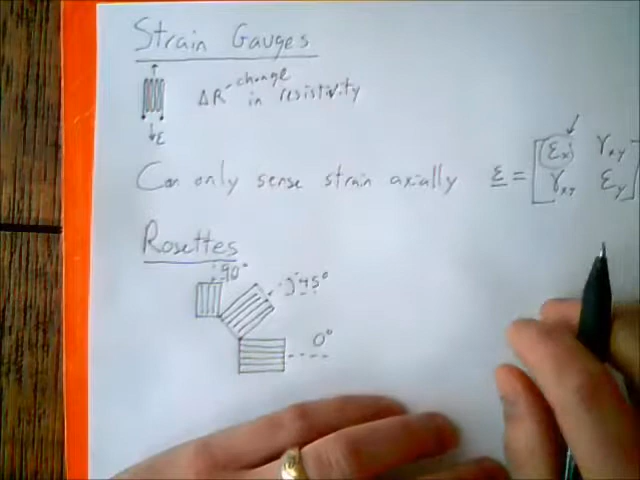 Strain Gauges
ΔR - change in resistivity
ε
Can only sense strain axially ε = [εx γxy
γxy εy]
Rosettes
90°
45°
0°